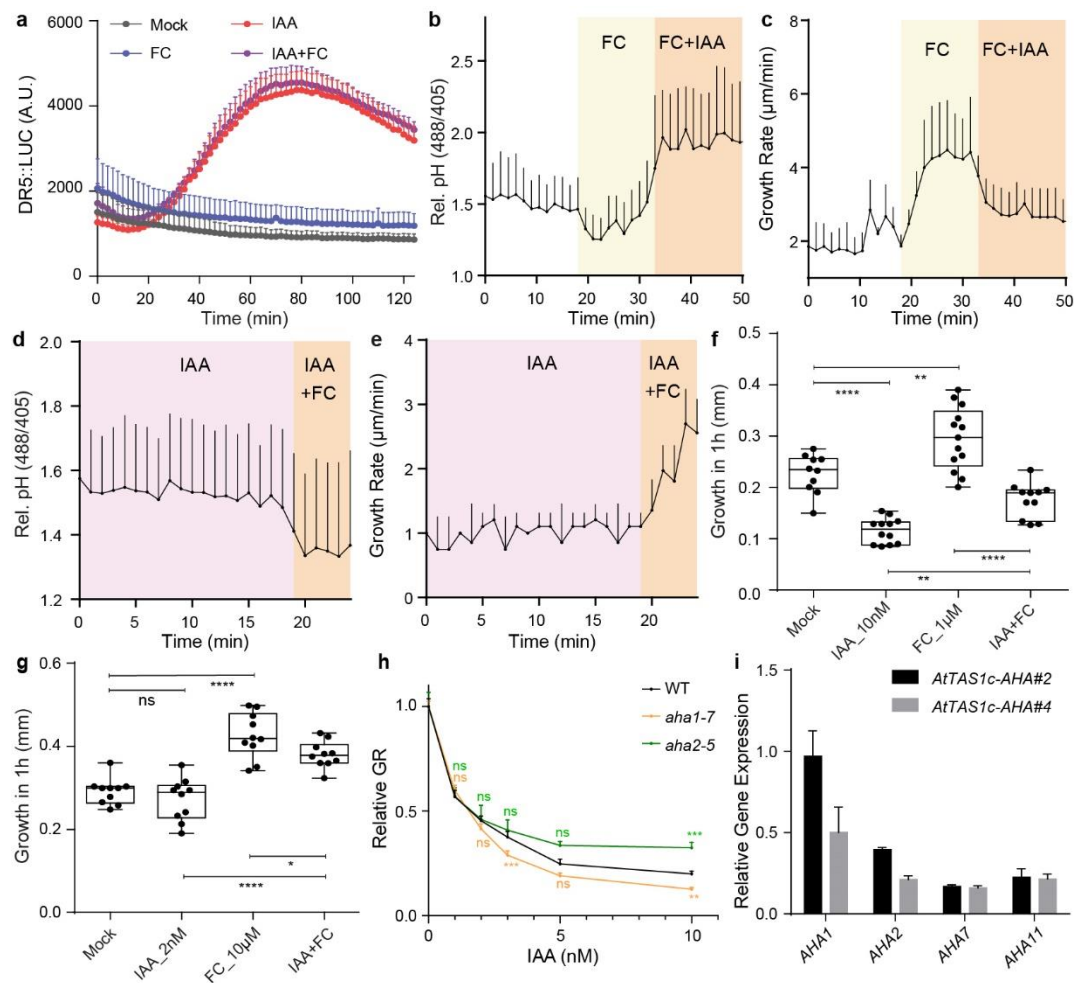 a
Mock
IAA
FC
IAA+FC
DR5::LUC (A.U.)
6000
4000
2000
0
0 20 40 60 80 100 120
Time (min)
b
FC
FC+IAA
Rel. pH (488/405)
2.5
2.0
1.5
1.0
0 10 20 30 40 50
Time (min)
c
FC
FC+IAA
Growth Rate (µm/min)
8
6
4
2
0 10 20 30 40 50
Time (min)
d
IAA
IAA
+FC
Rel. pH (488/405)
2.0
1.8
1.6
1.4
1.2
0 5 10 15 20
Time (min)
e
IAA
IAA
+FC
Growth Rate (µm/min)
4
3
2
1
0
0 5 10 15 20
Time (min)
f
Growth in 1h (mm)
0.5
0.4
0.3
0.2
0.1
0.0
**
****
****
**
Mock
IAA_10nM
FC_1µM
IAA+FC
g
Growth in 1h (mm)
0.6
0.4
0.2
0.0
****
ns
*
****
Mock
IAA_2nM
FC_10µM
IAA+FC
h
Relative GR
1.0
0.5
0.0
WT
aha1-7
aha2-5
ns
ns
ns
ns
ns
***
ns
***
ns
**
0 5 10
IAA (nM)
i
AtTAS1c-AHA#2
AtTAS1c-AHA#4
Relative Gene Expression
1.5
1.0
0.5
0.0
AHA1
AHA2
AHA7
AHA11